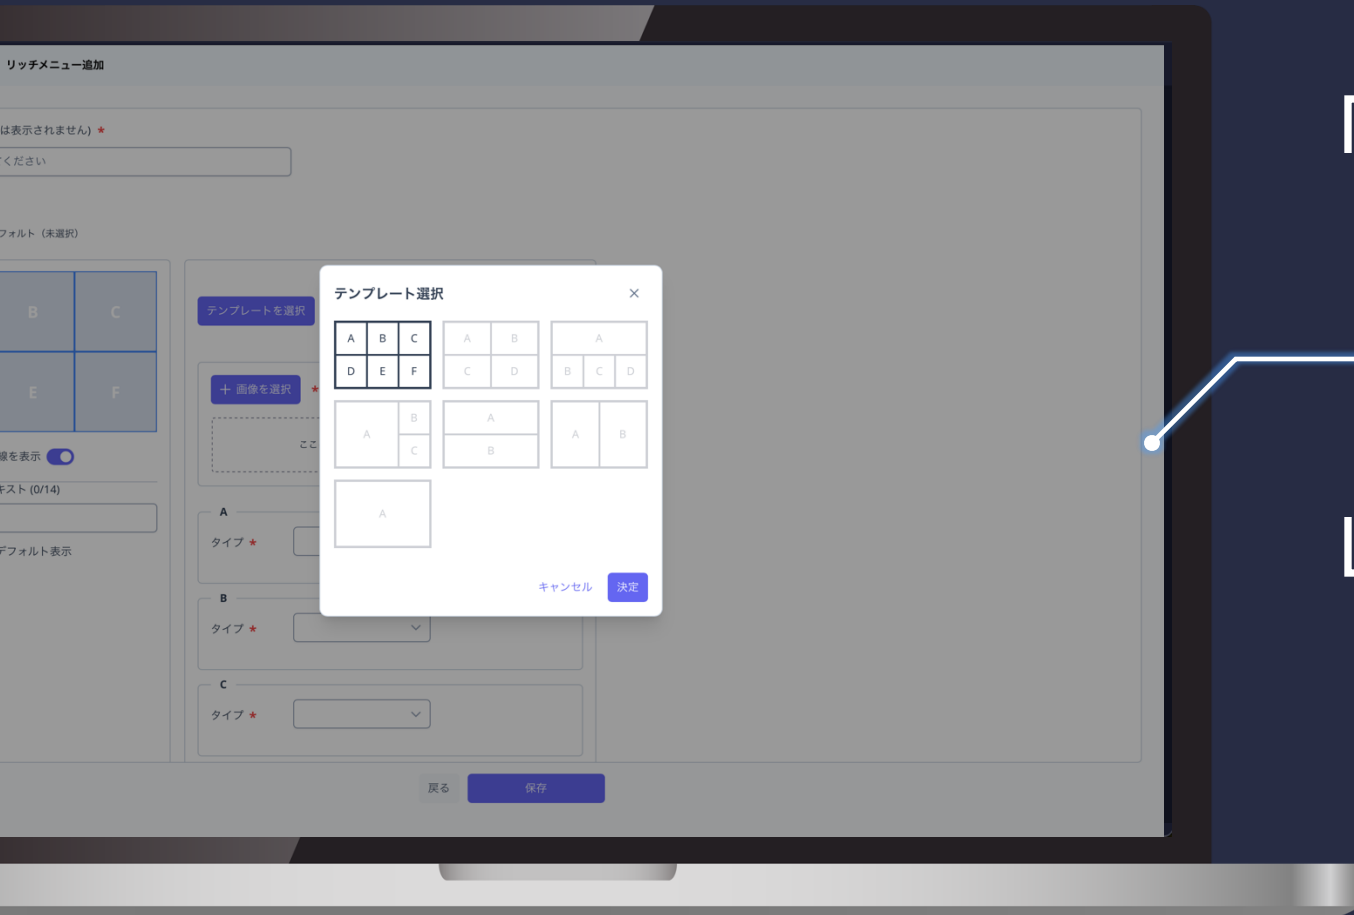 リッチメニュー追加
は表示されません) *
ください
フォルト (未選択)
B C
E F
線を表示
キスト (0/14)
デフォルト表示
テンプレートを選択
+ 画像を選択 *
ここ
A
タイプ *
B
タイプ *
C
タイプ *
テンプレート選択 ×
A B C
D E F
A B
C D
A
B C D
A B
C
A
B
A B
A
キャンセル 決定
戻る 保存